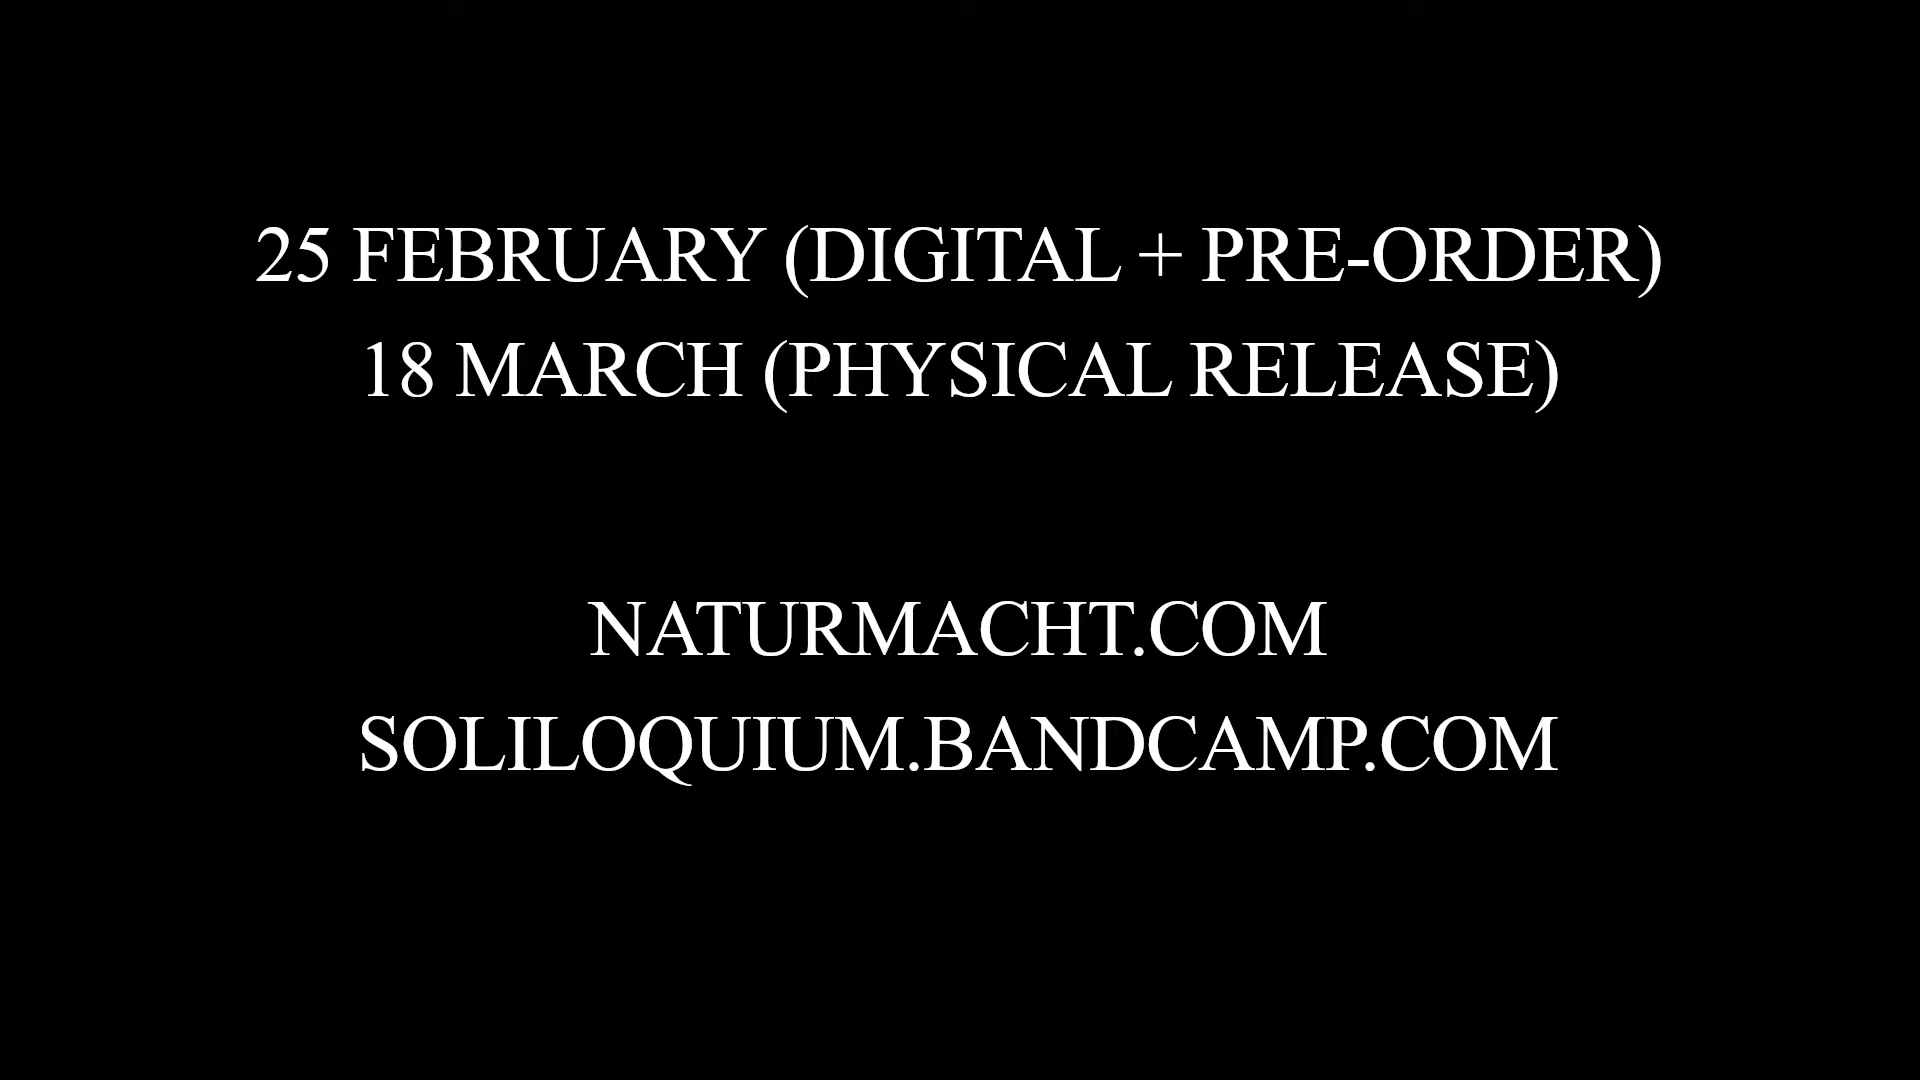 25 FEBRUARY (DIGITAL + PRE-ORDER)
18 MARCH (PHYSICAL RELEASE)
NATURMACHT.COM
SOLILOQUIUM.BANDCAMP.COM